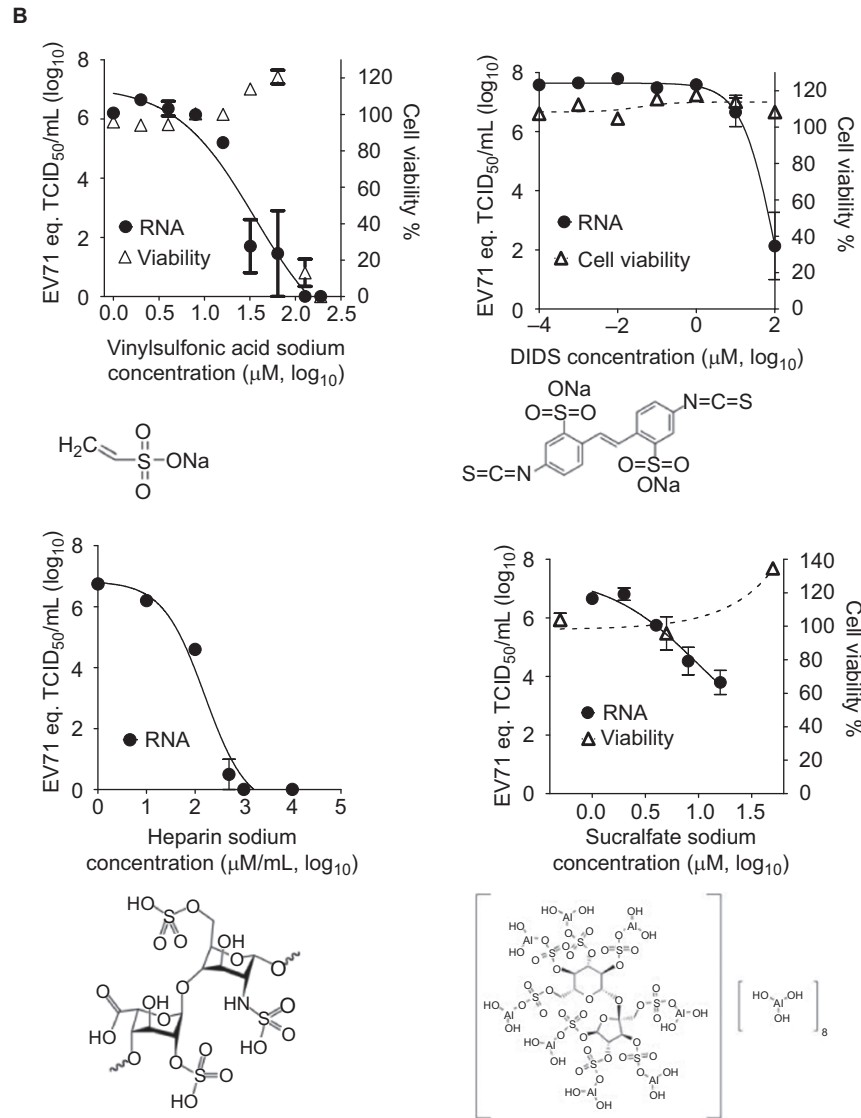 B
EV71 eq. TCID50/mL (log10)
8
6
4
2
0
RNA
Viability
120
100
80
60
40
20
0
Cell viability %
0.0 0.5 1.0 1.5 2.0 2.5
Vinylsulfonic acid sodium
concentration (μM, log10)
EV71 eq. TCID50/mL (log10)
8
6
4
2
0
RNA
Cell viability
120
100
80
60
40
20
0
Cell viability %
–4 –2 0 2
DIDS concentration (μM, log10)
H2C
O
S
ONa
O
ONa
O=S=O
N=C=S
S=C=N
O=S=O
ONa
EV71 eq. TCID50/mL (log10)
8
6
4
2
0
RNA
0 1 2 3 4 5
Heparin sodium
concentration (μM/mL, log10)
EV71 eq. TCID50/mL (log10)
8
6
4
2
0
RNA
Viability
140
120
100
80
60
40
20
0
Cell viability %
0.0 0.5 1.0 1.5
Sucralfate sodium
concentration (μM, log10)
HO
O
S
O
O
OH
O
O
O
O
OH
O
HO
HN
S
O
O
HO
O
O
S
O
O
HO
HO
Al
OH
OH
8